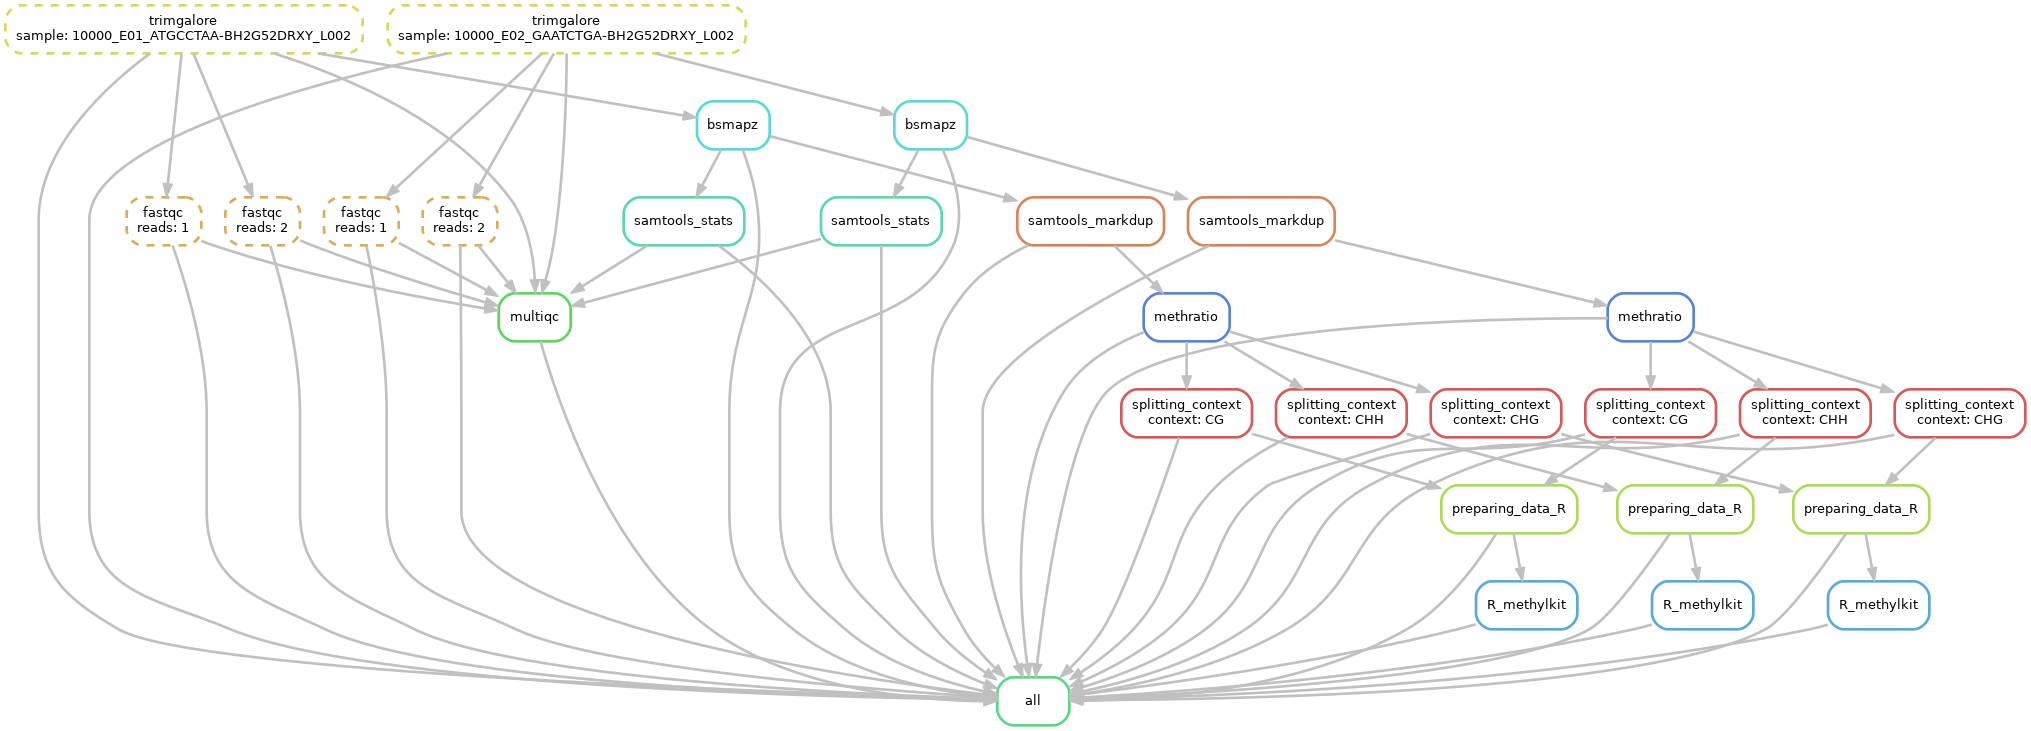 trimgalore
sample: 10000_E01_ATGCCTAA-BH2G52DRXY_L002
trimgalore
sample: 10000_E02_GAATCTGA-BH2G52DRXY_L002
bsmapz
bsmapz
fastqc
reads: 1
fastqc
reads: 2
fastqc
reads: 1
fastqc
reads: 2
samtools_stats
samtools_stats
samtools_markdup
samtools_markdup
multiqc
methratio
methratio
splitting_context
context: CG
splitting_context
context: CHH
splitting_context
context: CHG
splitting_context
context: CG
splitting_context
context: CHH
splitting_context
context: CHG
preparing_data_R
preparing_data_R
preparing_data_R
R_methylkit
R_methylkit
R_methylkit
all